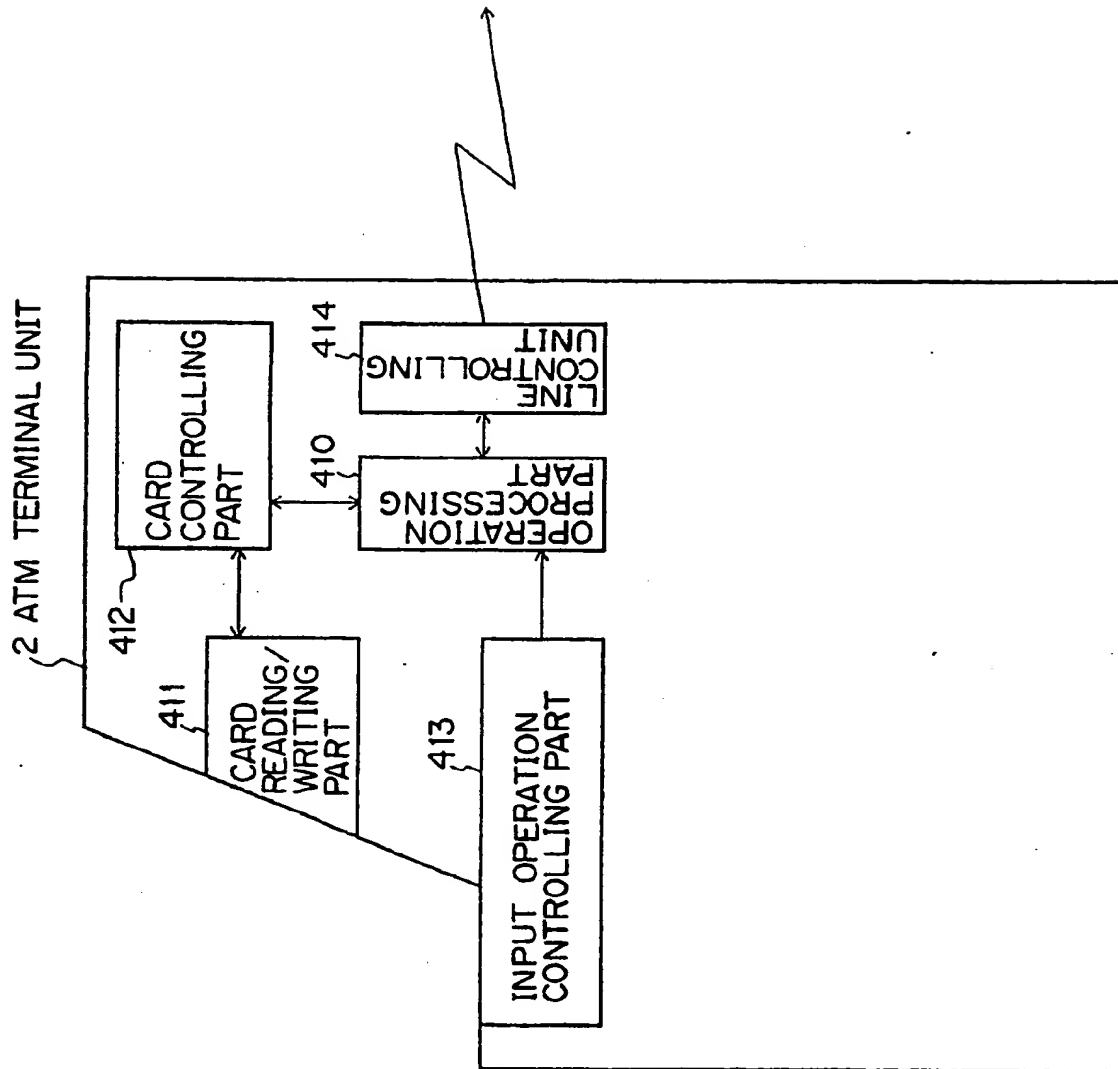 2 ATM TERMINAL UNIT
412
CARD
CONTROLLING
PART
411
CARD
READING/
WRITING
PART
410
OPERATION
PROCESSING
PART
414
LINE
CONTROLLING
UNIT
413
INPUT OPERATION
CONTROLLING PART